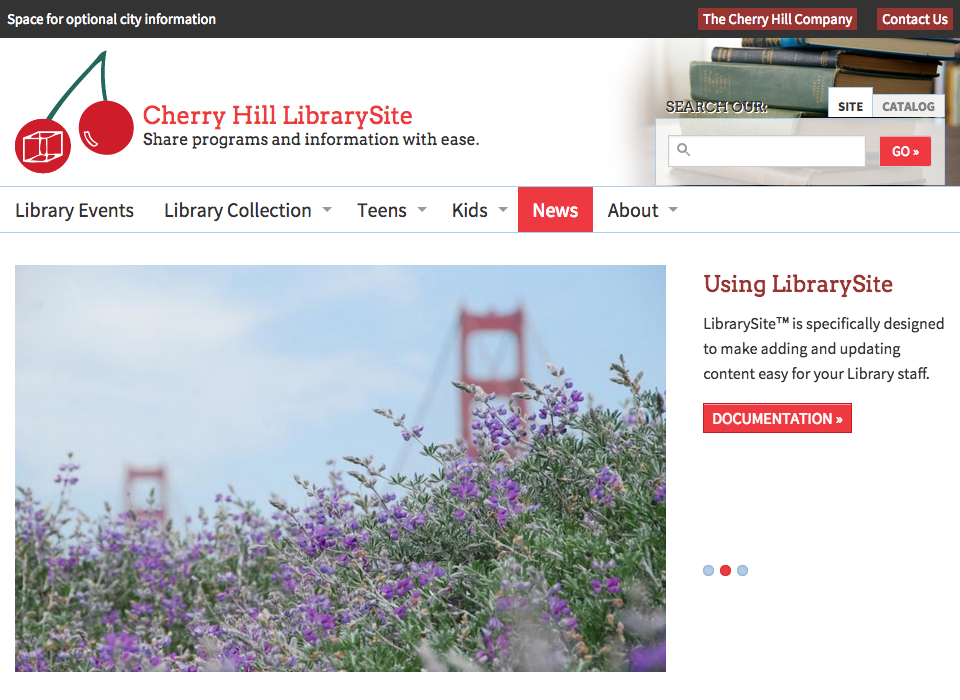 Space for optional city information
The Cherry Hill Company
Contact Us
Cherry Hill LibrarySite
Share programs and information with ease.
SEARCH OUR:
SITE
CATALOG
GO »
Library Events
Library Collection
Teens
Kids
News
About
Using LibrarySite
LibrarySite™ is specifically designed
to make adding and updating
content easy for your Library staff.
DOCUMENTATION »